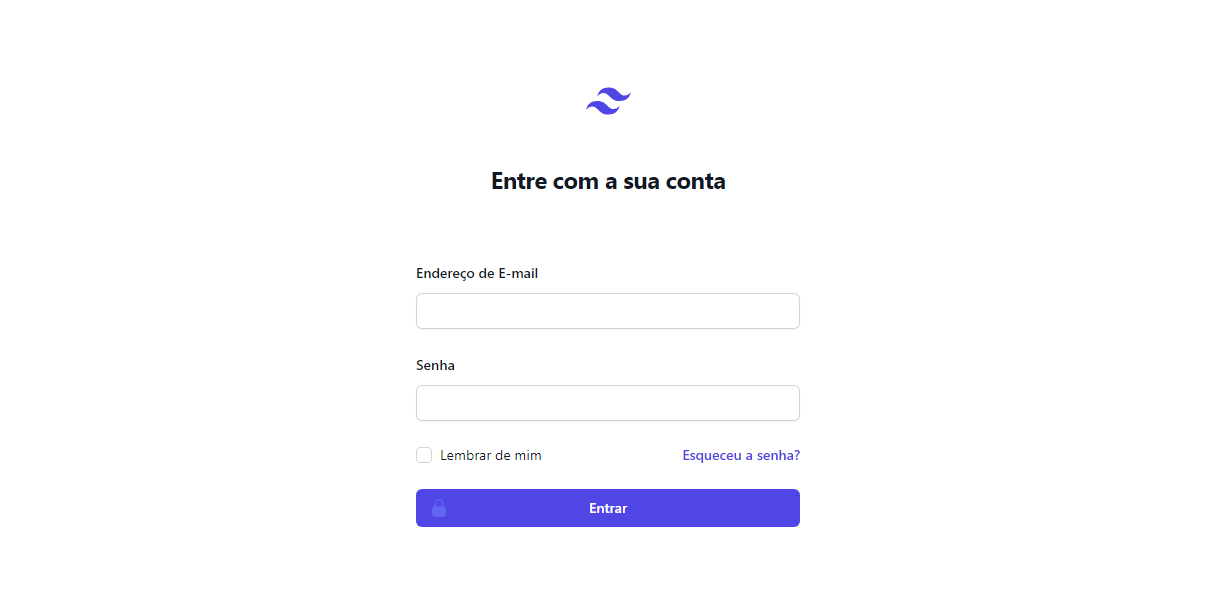 Entre com a sua conta
Endereço de E-mail
Senha
Lembrar de mim
Esqueceu a senha?
Entrar